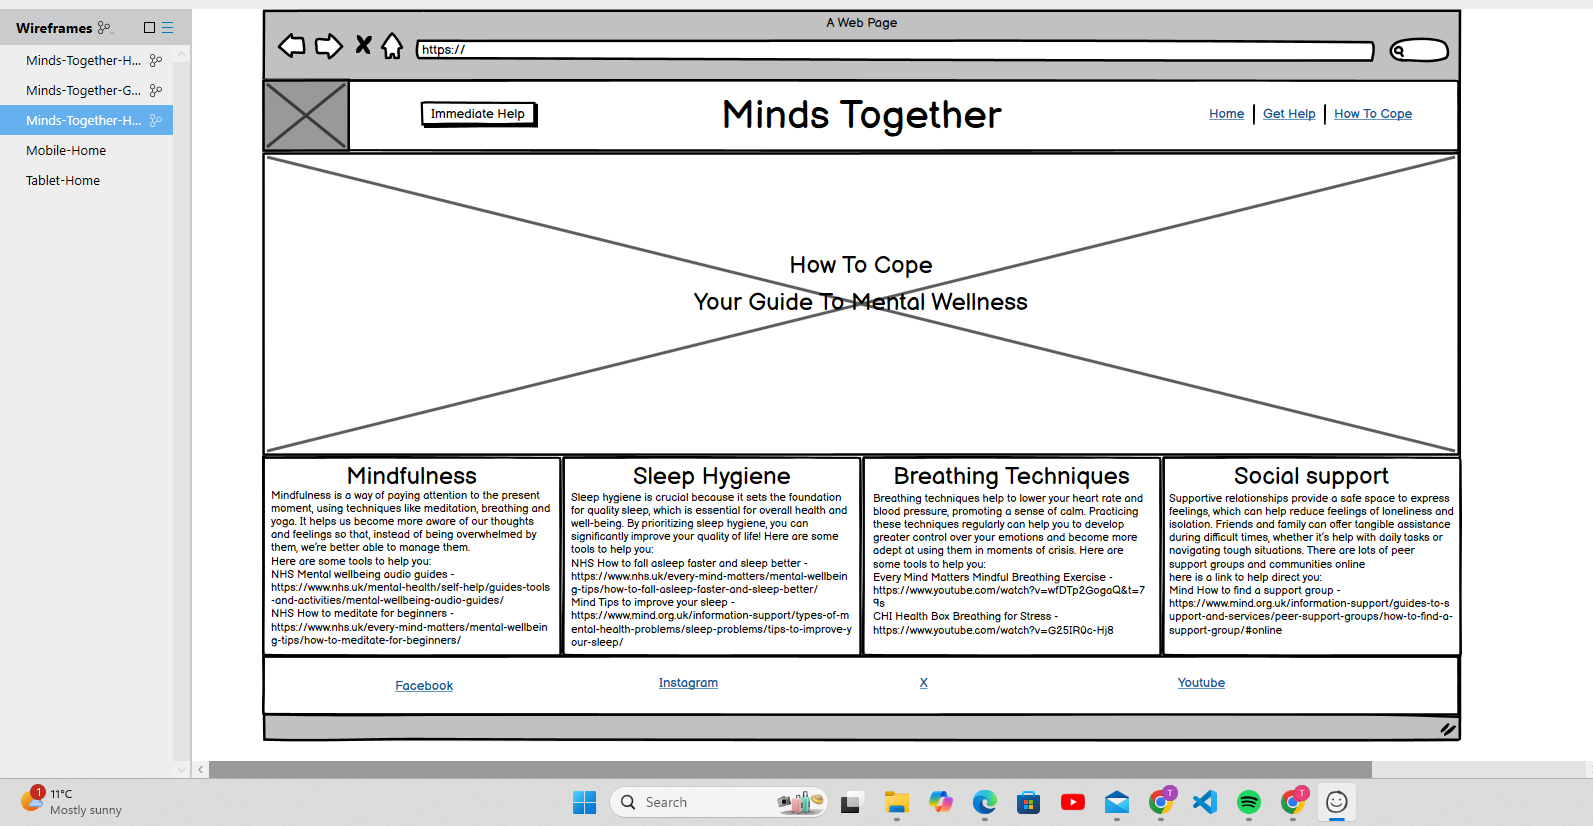 Wireframes
Minds-Together-H...
Minds-Together-G...
Minds-Together-H...
Mobile-Home
Tablet-Home
A Web Page
https://
Immediate Help
Minds Together
Home
Get Help
How To Cope
How To Cope
Your Guide To Mental Wellness
Mindfulness
Mindfulness is a way of paying attention to the present
moment, using techniques like meditation, breathing and
yoga. It helps us become more aware of our thoughts
and feelings so that, instead of being overwhelmed by
them, we're better able to manage them.
Here are some tools to help you:
NHS Mental wellbeing audio guides -
https://www.nhs.uk/mental-health/self-help/guides-tools
-and-activities/mental-wellbeing-audio-guides/
NHS How to meditate for beginners -
https://www.nhs.uk/every-mind-matters/mental-wellbein
g-tips/how-to-meditate-for-beginners/
Sleep Hygiene
Sleep hygiene is crucial because it sets the foundation
for quality sleep, which is essential for overall health and
well-being. By prioritizing sleep hygiene, you can
significantly improve your quality of life! Here are some
tools to help you:
NHS How to fall asleep faster and sleep better -
https://www.nhs.uk/every-mind-matters/mental-wellbein
g-tips/how-to-fall-asleep-faster-and-sleep-better/
Mind Tips to improve your sleep -
https://www.mind.org.uk/information-support/types-of-m
ental-health-problems/sleep-problems/tips-to-improve-y
our-sleep/
Breathing Techniques
Breathing techniques help to lower your heart rate and
blood pressure, promoting a sense of calm. Practicing
these techniques regularly can help you to develop
greater control over your emotions and become more
adept at using them in moments of crisis. Here are
some tools to help you:
Every Mind Matters Mindful Breathing Exercise -
https://www.youtube.com/watch?v=wfDTp2GogaQ&t=7
9s
CHI Health Box Breathing for Stress -
https://www.youtube.com/watch?v=G25IR0c-Hj8
Social support
Supportive relationships provide a safe space to express
feelings, which can help reduce feelings of loneliness and
isolation. Friends and family can offer tangible assistance
during difficult times, whether it's help with daily tasks or
navigating tough situations. There are lots of peer
support groups and communities online
here is a link to help direct you:
Mind How to find a support group -
https://www.mind.org.uk/information-support/guides-to-s
upport-and-services/peer-support-groups/how-to-find-a-
support-group/#online
Facebook
Instagram
X
Youtube
1
11°C
Mostly sunny
Search
T
T